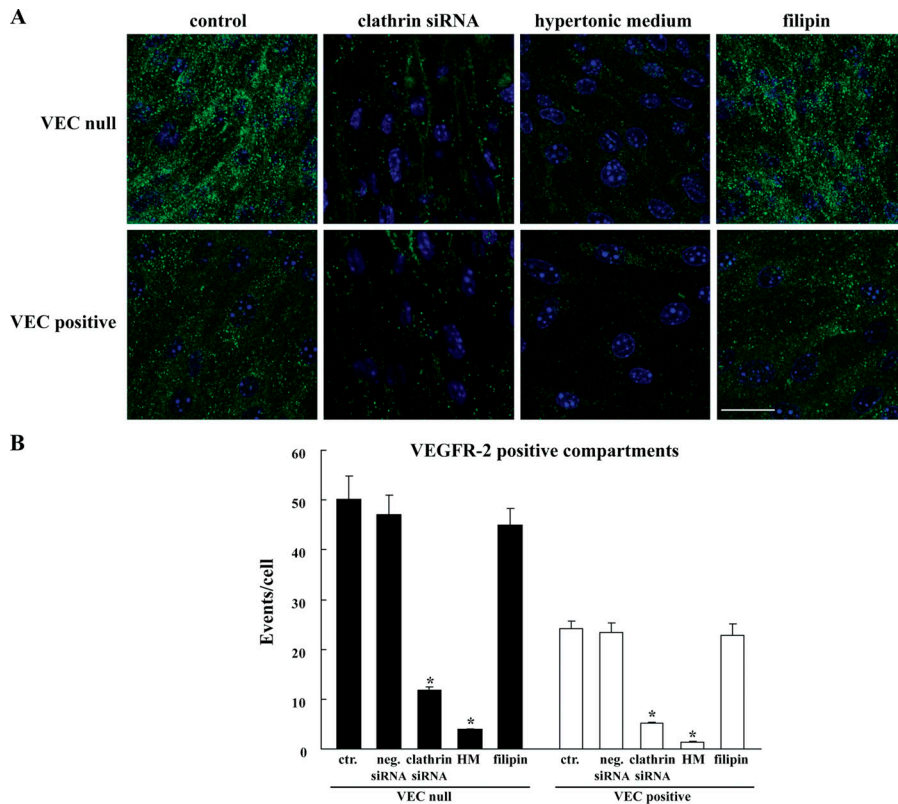 A
control clathrin siRNA hypertonic medium filipin
VEC null
VEC positive
B
VEGFR-2 positive compartments
60
50
40
30
20
10
0
Events/cell
* * * *
ctr. neg. clathrin HM filipin ctr. neg. clathrin HM filipin
siRNA siRNA siRNA siRNA
VEC null VEC positive